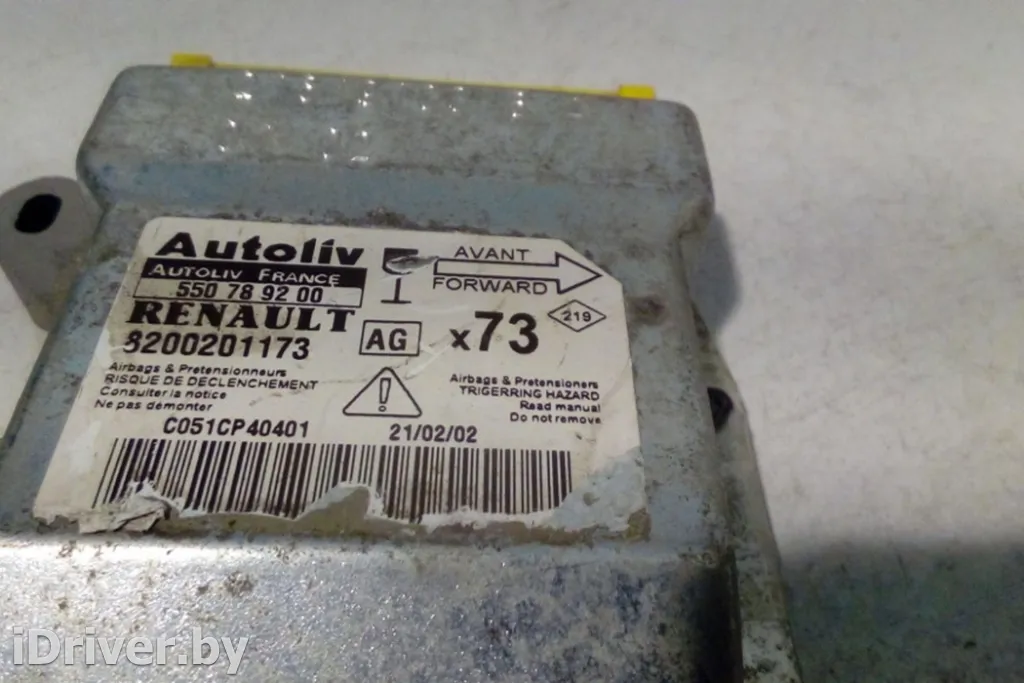 Autoliv
AUTOLIV FRANCE
550 78 92 00
RENAULT
8200201173
AVANT
FORWARD
AG
x73
219
Airbags & Pretensionneurs
RISQUE DE DECLENCHEMENT
Consulter la notice
Ne pas démonter
Airbags & Pretensioners
TRIGERRING HAZARD
Read manual
Do not remove
C051CP40401
21/02/02
iDriver.by